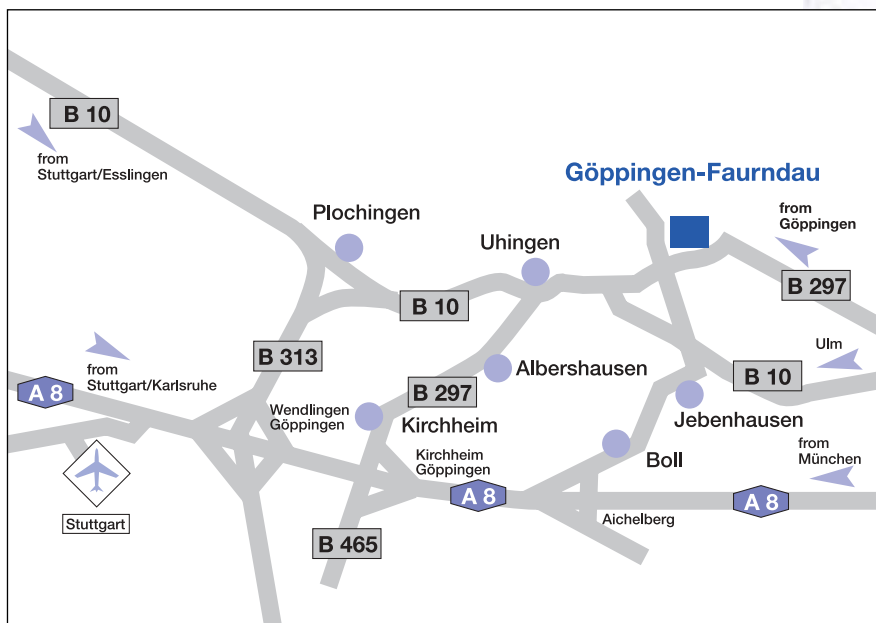 B 10
from
Stuttgart/Esslingen
Göppingen-Faurndau
Plochingen
from
Göppingen
Uhingen
B 297
B 10
B 313
from
Stuttgart/Karlsruhe
Ulm
A 8
Albershausen
B 10
B 297
Wendlingen
Göppingen
Kirchheim
Jebenhausen
Kirchheim
Göppingen
Boll
from
München
A 8
A 8
Stuttgart
Aichelberg
B 465